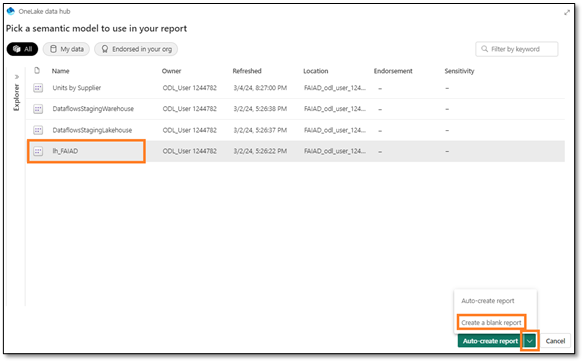 OneLake data hub
Pick a semantic model to use in your report
All My data Endorsed in your org Filter by keyword
Explorer
Name Owner Refreshed Location Endorsement Sensitivity
Units by Supplier ODL_User 1244782 3/4/24, 8:27:00 PM FAIAD_odl_user_124... – –
DataflowsStagingWarehouse ODL_User 1244782 3/2/24, 5:26:38 PM FAIAD_odl_user_124... – –
DataflowsStagingLakehouse ODL_User 1244782 3/2/24, 5:26:37 PM FAIAD_odl_user_124... – –
lh_FAIAD ODL_User 1244782 3/2/24, 5:26:22 PM FAIAD_odl_user_124... – –
Auto-create report
Create a blank report
Auto-create report Cancel